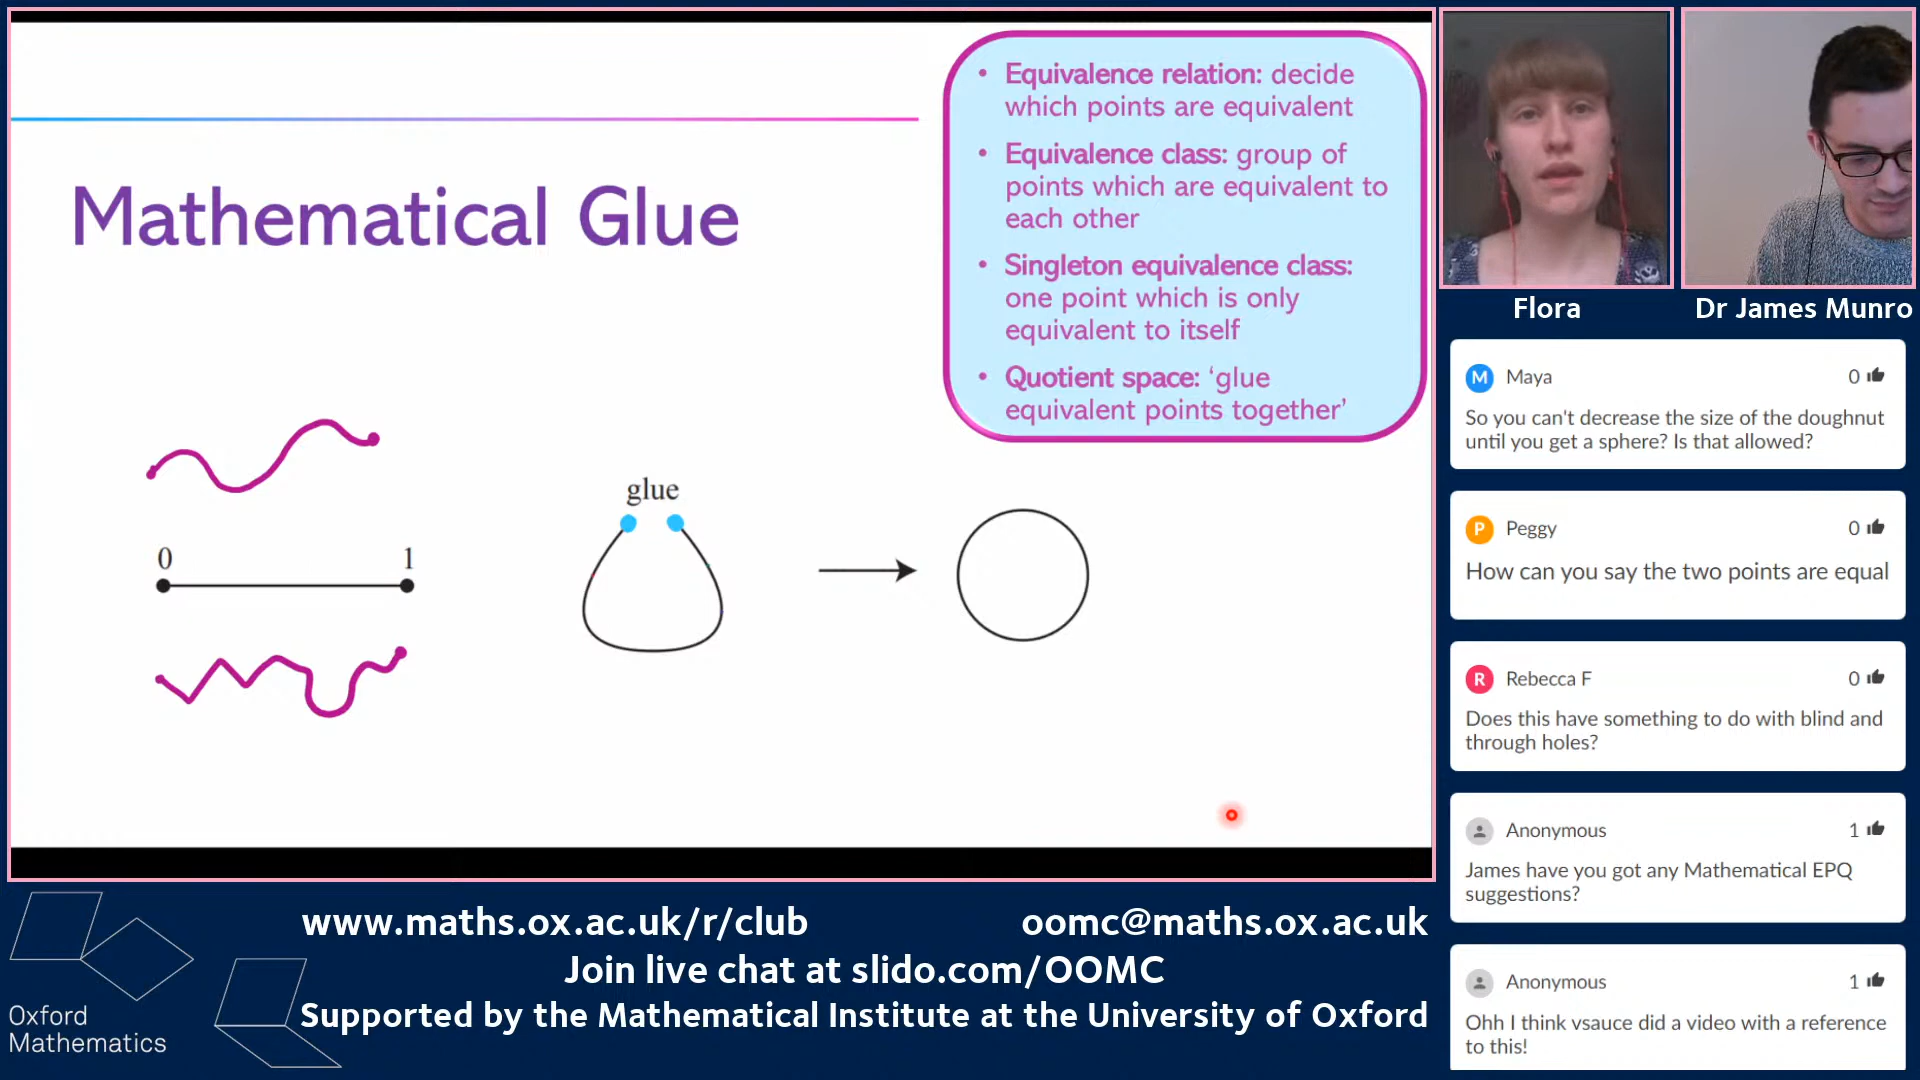 Mathematical Glue
• Equivalence relation: decide
which points are equivalent
• Equivalence class: group of
points which are equivalent to
each other
• Singleton equivalence class:
one point which is only
equivalent to itself
• Quotient space: ‘glue
equivalent points together’
0 1
glue
Flora
Dr James Munro
M Maya 0
So you can't decrease the size of the doughnut
until you get a sphere? Is that allowed?
P Peggy 0
How can you say the two points are equal
R Rebecca F 0
Does this have something to do with blind and
through holes?
Anonymous 1
James have you got any Mathematical EPQ
suggestions?
Anonymous 1
Ohh I think vsauce did a video with a reference
to this!
www.maths.ox.ac.uk/r/club oomc@maths.ox.ac.uk
Join live chat at slido.com/OOMC
Supported by the Mathematical Institute at the University of Oxford
Oxford
Mathematics